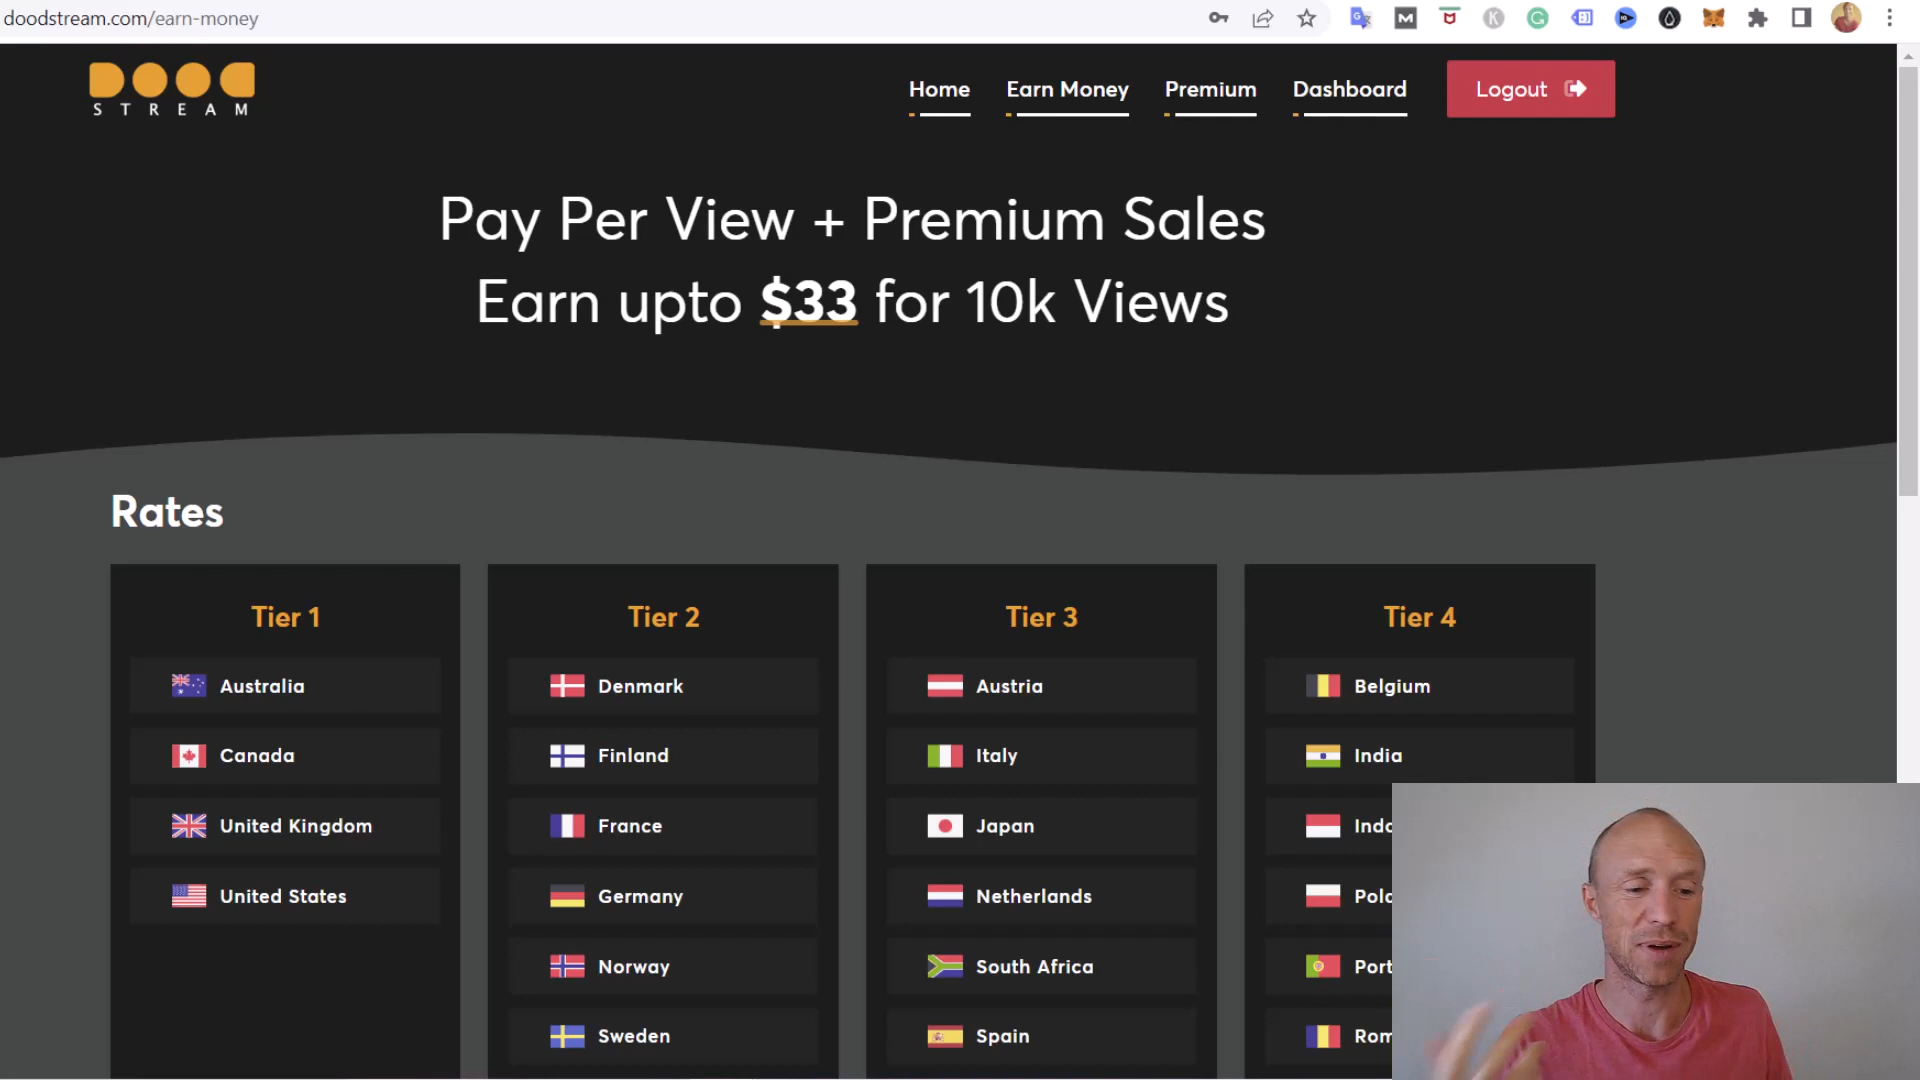 doodstream.com/earn-money
DOOD
STREAM
Home
Earn Money
Premium
Dashboard
Logout
Pay Per View + Premium Sales
Earn upto $33 for 10k Views
Rates
Tier 1
Australia
Canada
United Kingdom
United States
Tier 2
Denmark
Finland
France
Germany
Norway
Sweden
Tier 3
Austria
Italy
Japan
Netherlands
South Africa
Spain
Tier 4
Belgium
India